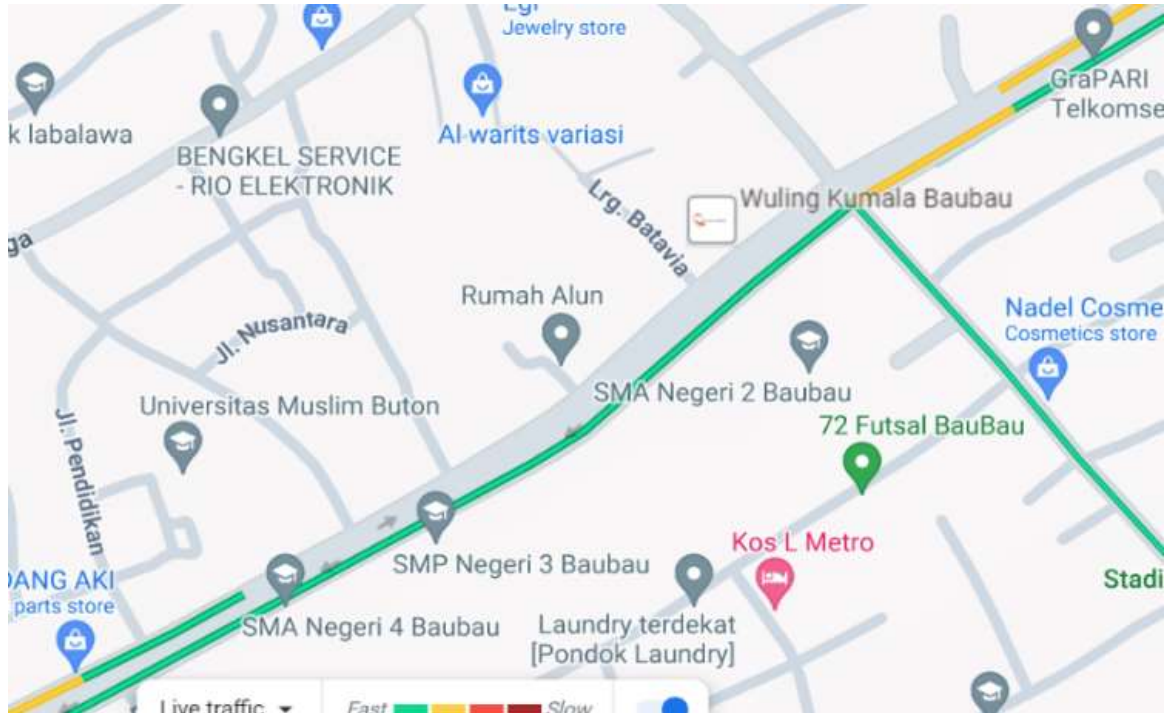 Egi
Jewelry store
GraPARI
Telkomse
k labalawa
Al warits variasi
BENGKEL SERVICE
- RIO ELEKTRONIK
Lrg. Batavia
Wuling Kumala Baubau
ga
Rumah Alun
Nadel Cosme
Cosmetics store
Jl. Nusantara
SMA Negeri 2 Baubau
Universitas Muslim Buton
72 Futsal BauBau
Jl. Pendidikan
Kos L Metro
SMP Negeri 3 Baubau
DANG AKI
parts store
Stadi
SMA Negeri 4 Baubau
Laundry terdekat
[Pondok Laundry]
Live traffic
Fast
Slow